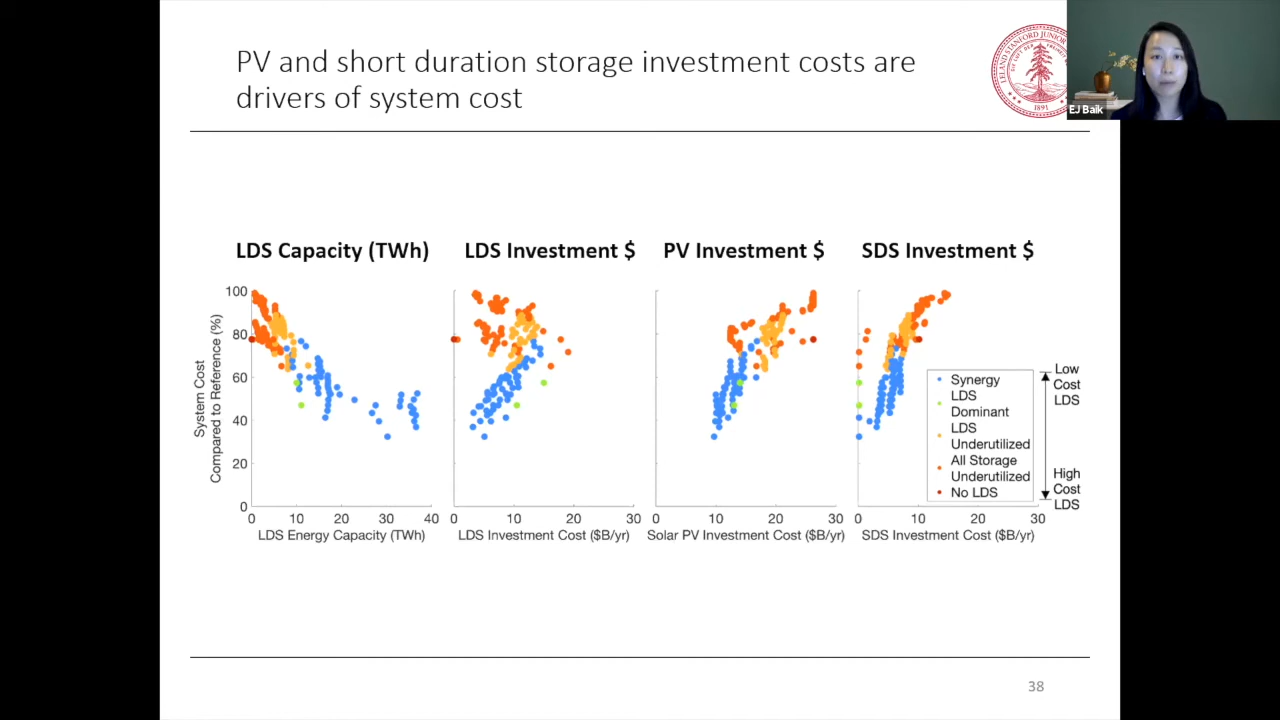 PV and short duration storage investment costs are
drivers of system cost
LELAND STANFORD JUNIOR
1891
EJ Baik
LDS Capacity (TWh)
LDS Investment $
PV Investment $
SDS Investment $
System Cost
Compared to Reference (%)
100
80
60
40
20
0
0 10 20 30 40
LDS Energy Capacity (TWh)
0 10 20 30
LDS Investment Cost ($B/yr)
0 10 20 30
Solar PV Investment Cost ($B/yr)
0 10 20 30
SDS Investment Cost ($B/yr)
Synergy
LDS
Dominant
LDS
Underutilized
All Storage
Underutilized
No LDS
Low
Cost
LDS
High
Cost
LDS
38